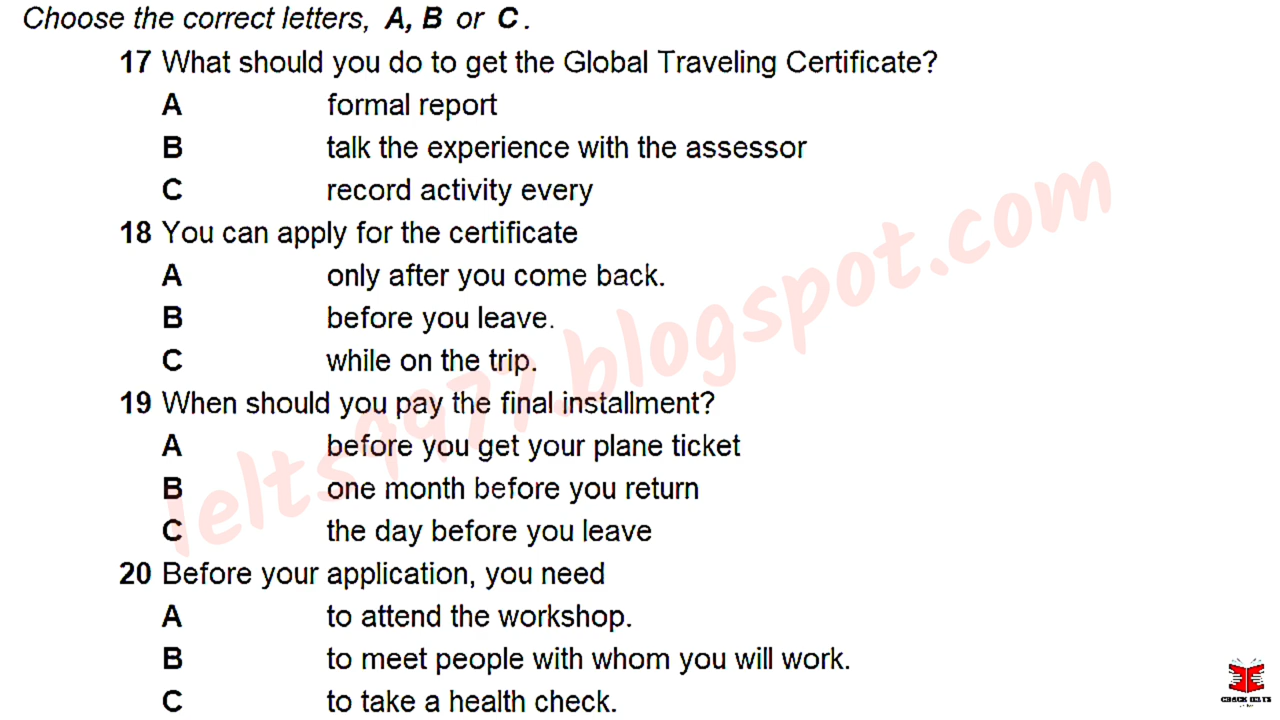 Choose the correct letters, A, B or C.
17 What should you do to get the Global Traveling Certificate?
A formal report
B talk the experience with the assessor
C record activity every
18 You can apply for the certificate
A only after you come back.
B before you leave.
C while on the trip.
19 When should you pay the final installment?
A before you get your plane ticket
B one month before you return
C the day before you leave
20 Before your application, you need
A to attend the workshop.
B to meet people with whom you will work.
C to take a health check.
Ielts9977.blogspot.com
CRACK IELTS